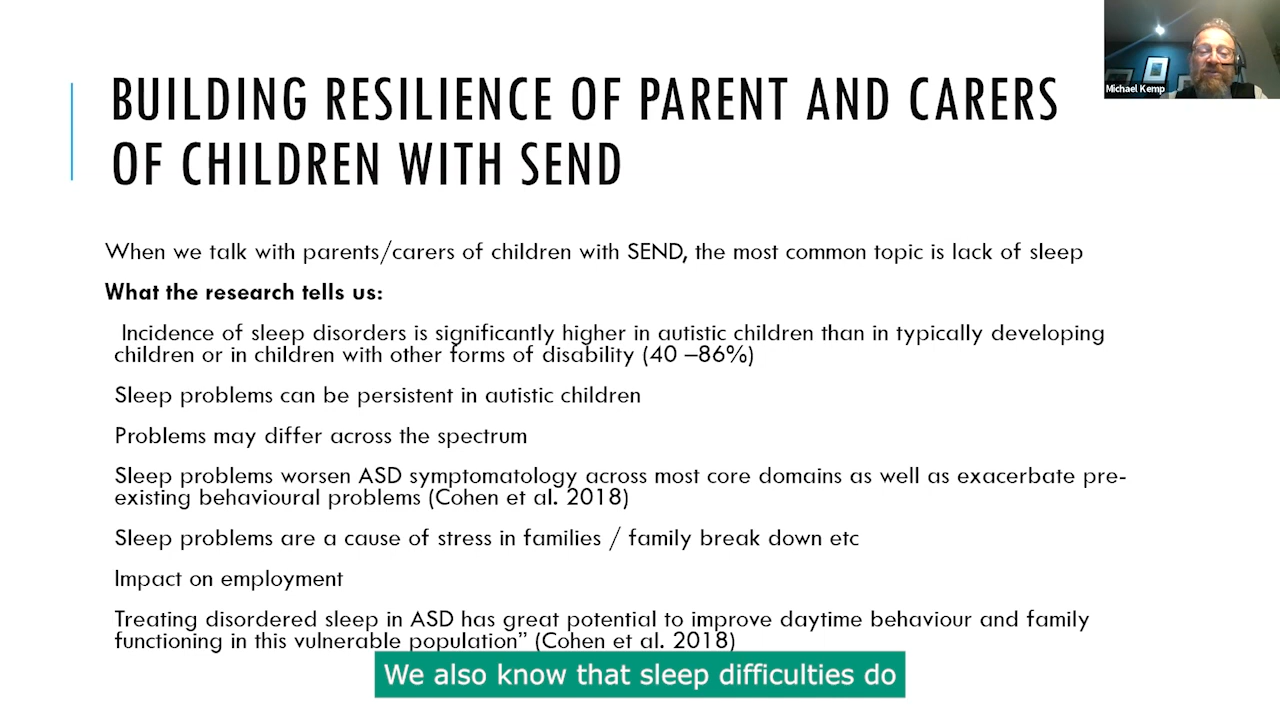 Michael Kemp
BUILDING RESILIENCE OF PARENT AND CARERS
OF CHILDREN WITH SEND
When we talk with parents/carers of children with SEND, the most common topic is lack of sleep
What the research tells us:
Incidence of sleep disorders is significantly higher in autistic children than in typically developing
children or in children with other forms of disability (40 –86%)
Sleep problems can be persistent in autistic children
Problems may differ across the spectrum
Sleep problems worsen ASD symptomatology across most core domains as well as exacerbate pre-
existing behavioural problems (Cohen et al. 2018)
Sleep problems are a cause of stress in families / family break down etc
Impact on employment
Treating disordered sleep in ASD has great potential to improve daytime behaviour and family
functioning in this vulnerable population” (Cohen et al. 2018)
We also know that sleep difficulties do